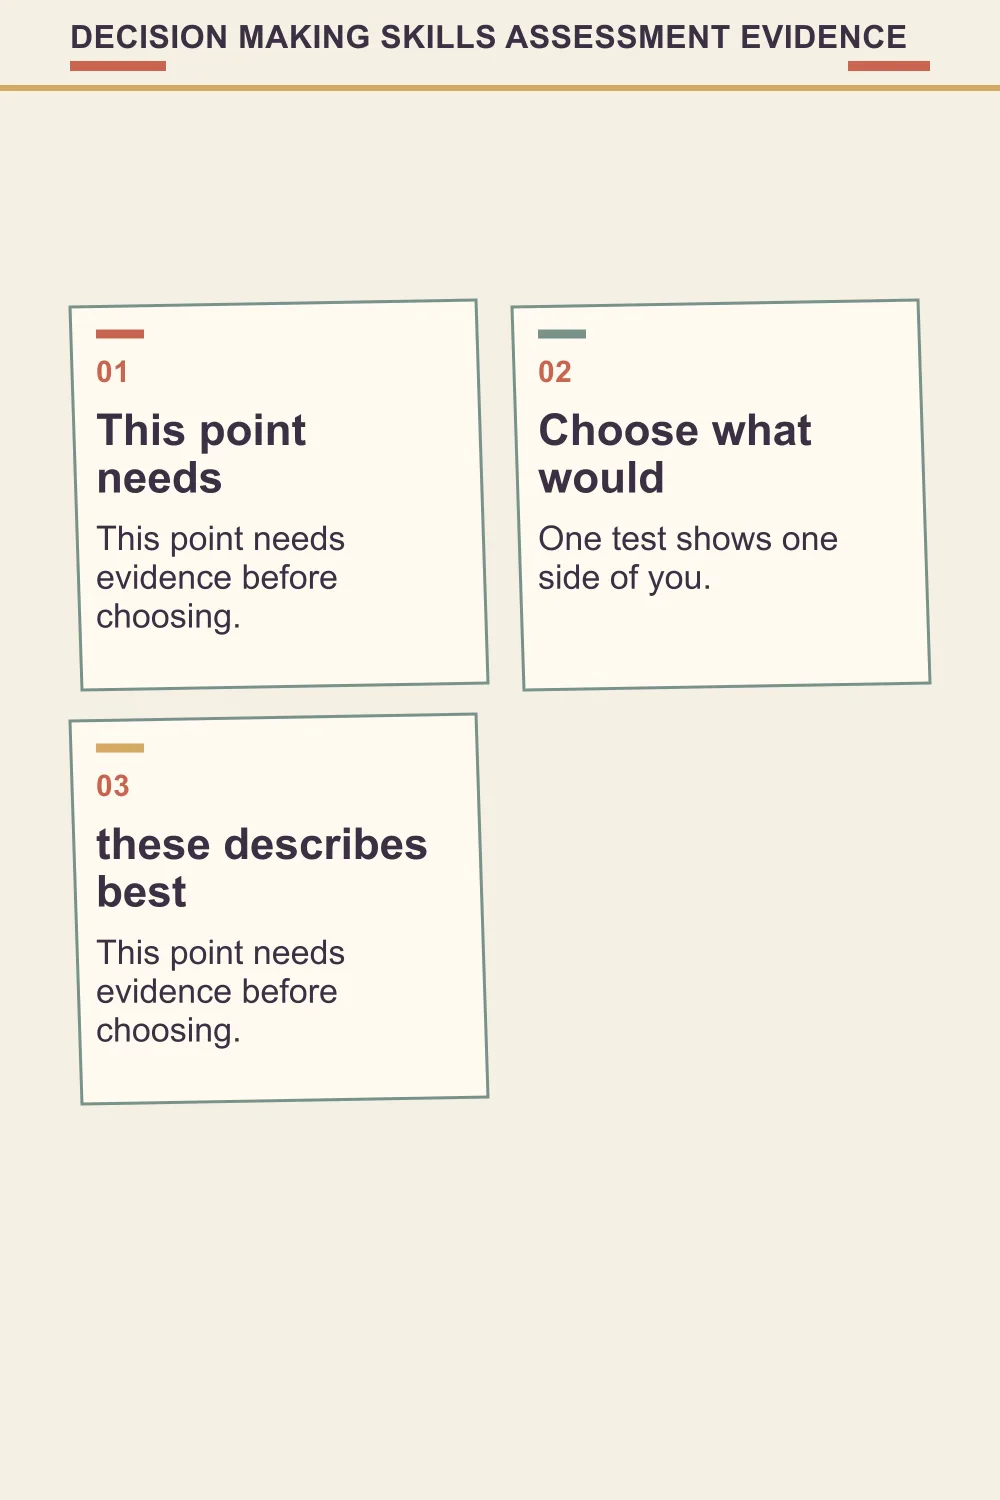 DECISION MAKING SKILLS ASSESSMENT EVIDENCE
01
This point
needs
This point needs
evidence before
choosing.
02
Choose what
would
One test shows one
side of you.
03
these describes
best
This point needs
evidence before
choosing.